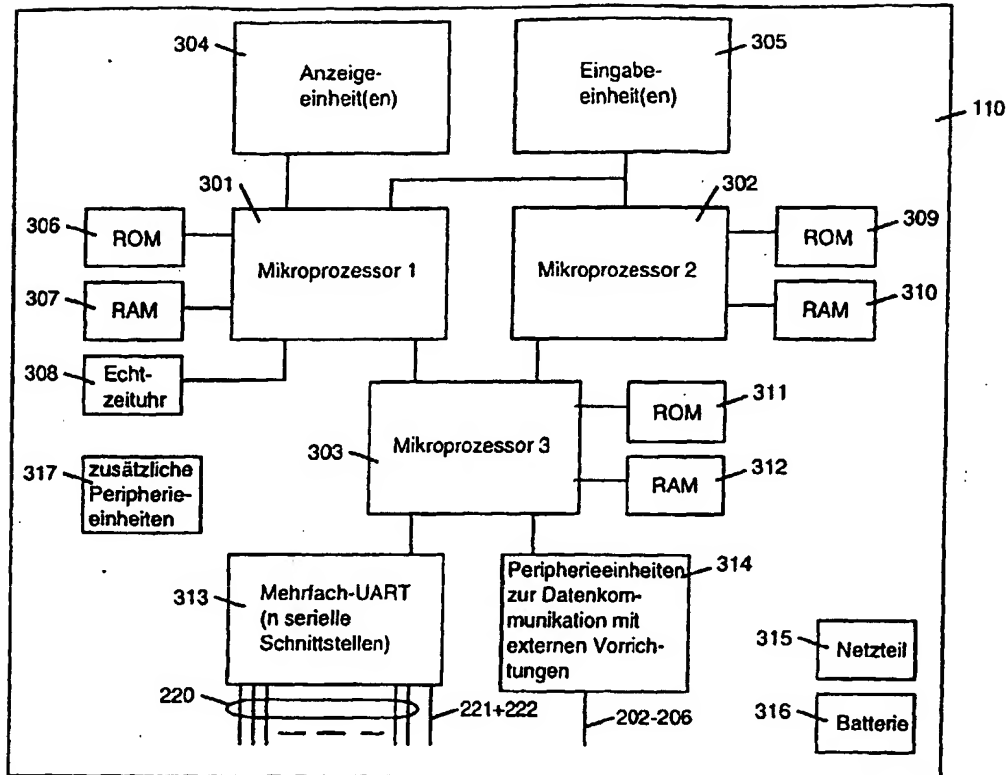 304
Anzeige-
einheit(en)
305
Eingabe-
einheit(en)
110
301
302
306
ROM
Mikroprozessor 1
Mikroprozessor 2
ROM
309
307
RAM
RAM
310
308
Echt-
zeituhr
303
Mikroprozessor 3
ROM
311
RAM
312
317
zusätzliche
Peripherie-
einheiten
313
Mehrfach-UART
(n serielle
Schnittstellen)
Peripherieeinheiten
zur Datenkom-
munikation mit
externen Vorrich-
tungen
314
315
Netzteil
220
221+222
202-206
316
Batterie